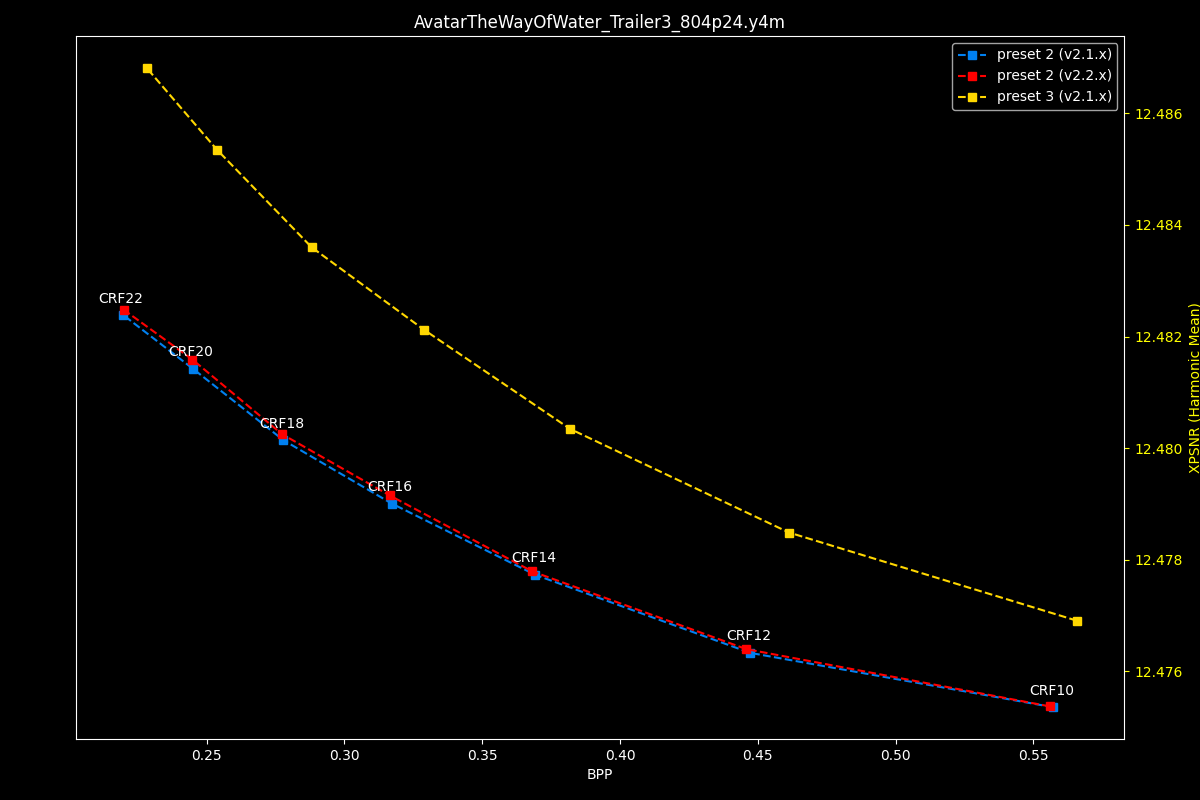 AvatarTheWayOfWater_Trailer3_804p24.y4m
preset 2 (v2.1.x)
preset 2 (v2.2.x)
preset 3 (v2.1.x)
12.486
12.484
12.482
12.480
12.478
12.476
XPSNR (Harmonic Mean)
CRF22
CRF20
CRF18
CRF16
CRF14
CRF12
CRF10
0.25
0.30
0.35
0.40
0.45
0.50
0.55
BPP